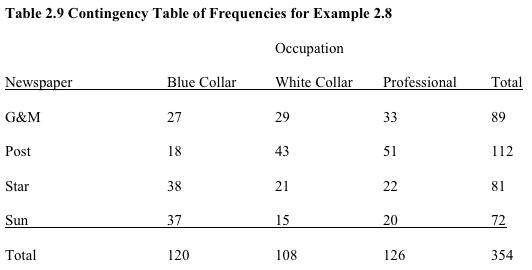 Table 2.9 Contingency Table of Frequencies for Example 2.8
Occupation
Newspaper Blue Collar White Collar Professional Total
G&M 27 29 33 89
Post 18 43 51 112
Star 38 21 22 81
Sun 37 15 20 72
Total 120 108 126 354